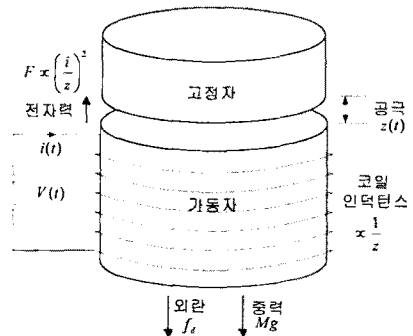 F ∝ (i/z)²
전자력
i(t)
V(t)
고정자
가동자
공극
z(t)
코일
인덕턴스
∝ 1/z
외란
f_d
중력
Mg